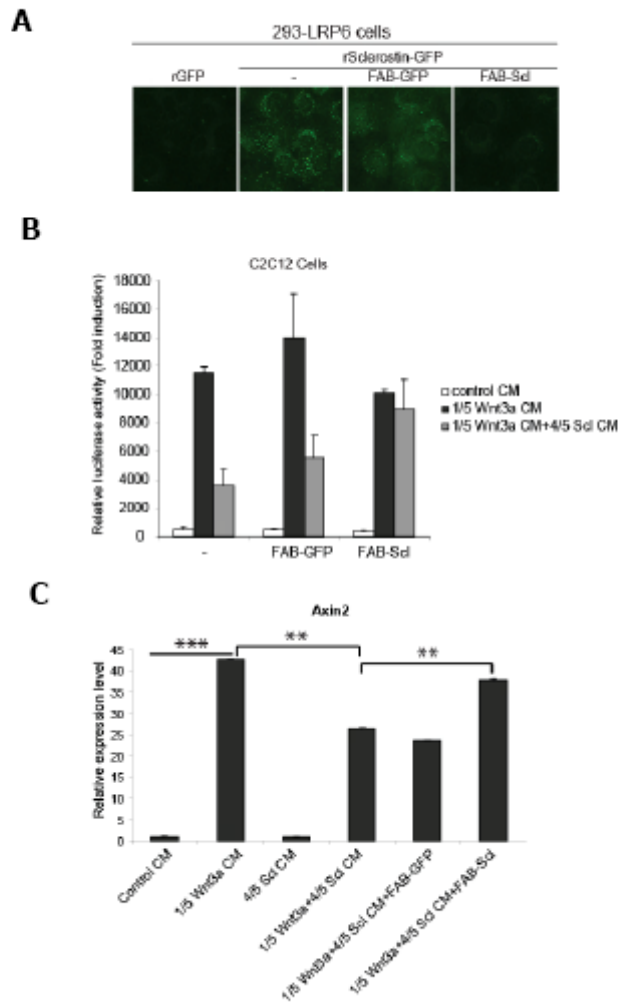 A
293-LRP6 cells
rSclerostin-GFP
rGFP - FAB-GFP FAB-Scl
B
C2C12 Cells
Relative luciferase activity (Fold induction)
18000
16000
14000
12000
10000
8000
6000
4000
2000
0
- FAB-GFP FAB-Scl
control CM
1/5 Wnt3a CM
1/5 Wnt3a CM+4/5 Scl CM
C
Axin2
*** ** **
Relative expression level
45
40
35
30
25
20
15
10
5
0
Control CM
1/5 Wnt3a CM
4/5 Scl CM
1/5 Wnt3a+4/5 Scl CM
1/5 Wnt3a+4/5 Scl CM+FAB-GFP
1/5 Wnt3a+4/5 Scl CM+FAB-Scl